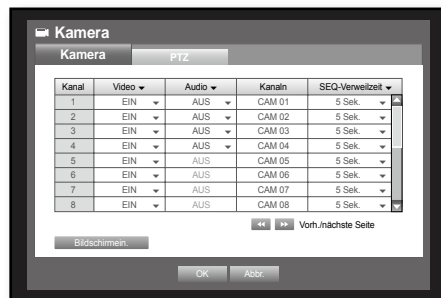 Kamera
Kamera PTZ
Kanal Video Audio Kanaln SEQ-Verweilzeit
1 EIN AUS CAM 01 5 Sek.
2 EIN AUS CAM 02 5 Sek.
3 EIN AUS CAM 03 5 Sek.
4 EIN AUS CAM 04 5 Sek.
5 EIN AUS CAM 05 5 Sek.
6 EIN AUS CAM 06 5 Sek.
7 EIN AUS CAM 07 5 Sek.
8 EIN AUS CAM 08 5 Sek.
Vorh./nächste Seite
Bildschirmein.
OK Abbr.